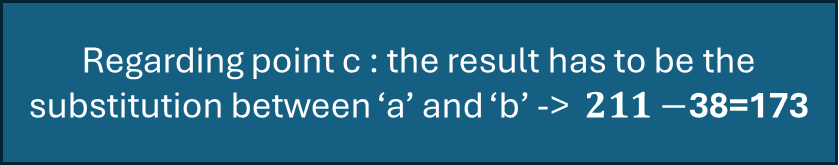 Regarding point c : the result has to be the
substitution between ‘a’ and ‘b’ -> 211 −38=173